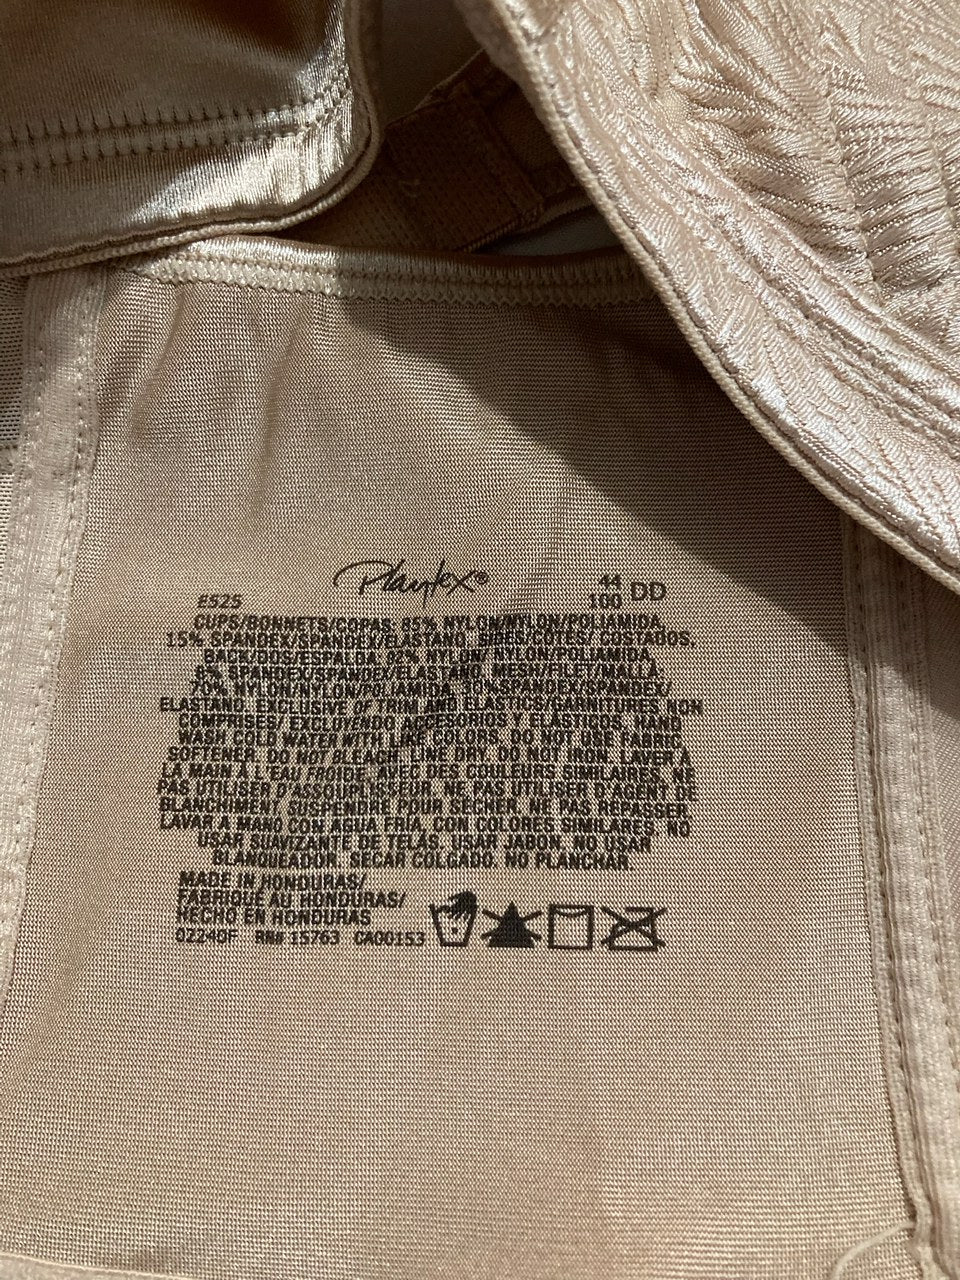 Playtex®
E525
44
100 DD
CUPS/BONNETS/COPAS, 85% NYLON/NYLON/POLIAMIDA,
15% SPANDEX/SPANDEX/ELASTANO, SIDES/COTÉS/ COSTADOS,
BACK/DOS/ESPALDA, 92% NYLON/NYLON/POLIAMIDA,
8% SPANDEX/SPANDEX/ELASTANO, MESH/FILET/MALLA,
70% NYLON/NYLON/POLIAMIDA, 30%SPANDEX/SPANDEX/
ELASTANO, EXCLUSIVE OF TRIM AND ELASTICS/GARNITURES NON
COMPRISES/ EXCLUYENDO ACCESORIOS Y ELÁSTICOS, HAND
WASH COLD WATER WITH LIKE COLORS, DO NOT USE FABRIC
SOFTENER, DO NOT BLEACH, LINE DRY, DO NOT IRON, LAVER À
LA MAIN À L'EAU FROIDE, AVEC DES COULEURS SIMILAIRES, NE
PAS UTILISER D'ASSOUPLISSEUR, NE PAS UTILISER D'AGENT DE
BLANCHIMENT, SUSPENDRE POUR SÉCHER, NE PAS REPASSER,
LAVAR A MANO CON AGUA FRIA, CON COLORES SIMILARES, NO
USAR SUAVIZANTE DE TELAS, USAR JABON, NO USAR
BLANQUEADOR, SECAR COLGADO, NO PLANCHAR.
MADE IN HONDURAS/
FABRIQUÉ AU HONDURAS/
HECHO EN HONDURAS
0224DF RN# 15763 CA00153